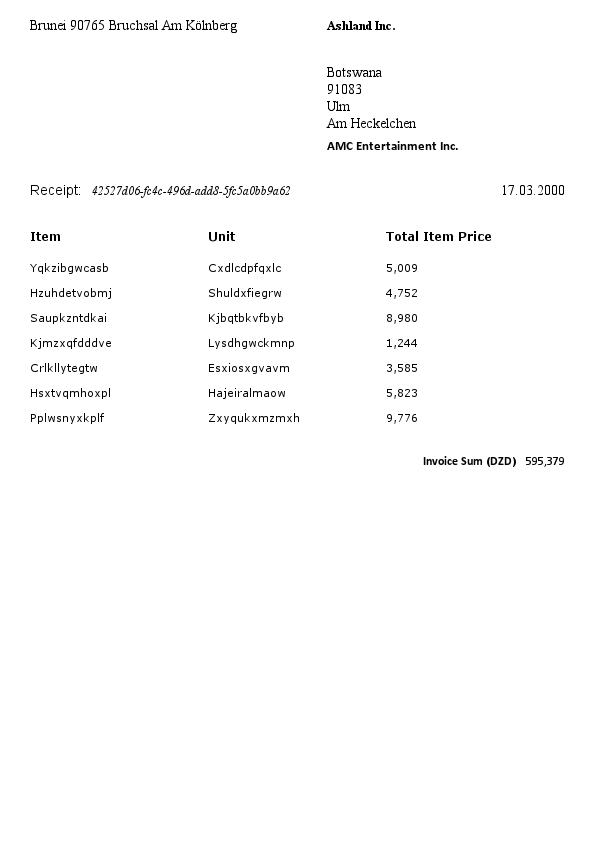 Brunei 90765 Bruchsal Am Kölnberg
Ashland Inc.
Botswana
91083
Ulm
Am Heckelchen
AMC Entertainment Inc.
Receipt: 42527d06-fc4c-496d-add8-5fc5a0bb9a62 17.03.2000
Item Unit Total Item Price
Yqkzibgwcasb Cxdlcdpfqxlc 5,009
Hzuhdetvobmj Shuldxfiegrw 4,752
Saupkzntdkai Kjbqtbkvfbyb 8,980
Kjmzxqfdddve Lysdhgwckmnp 1,244
Crlkllytegtw Esxiosxgvavm 3,585
Hsxtvqmhoxpl Hajeiralmaow 5,823
Pplwsnyxkplf Zxyqukxmzmxh 9,776
Invoice Sum (DZD) 595,379